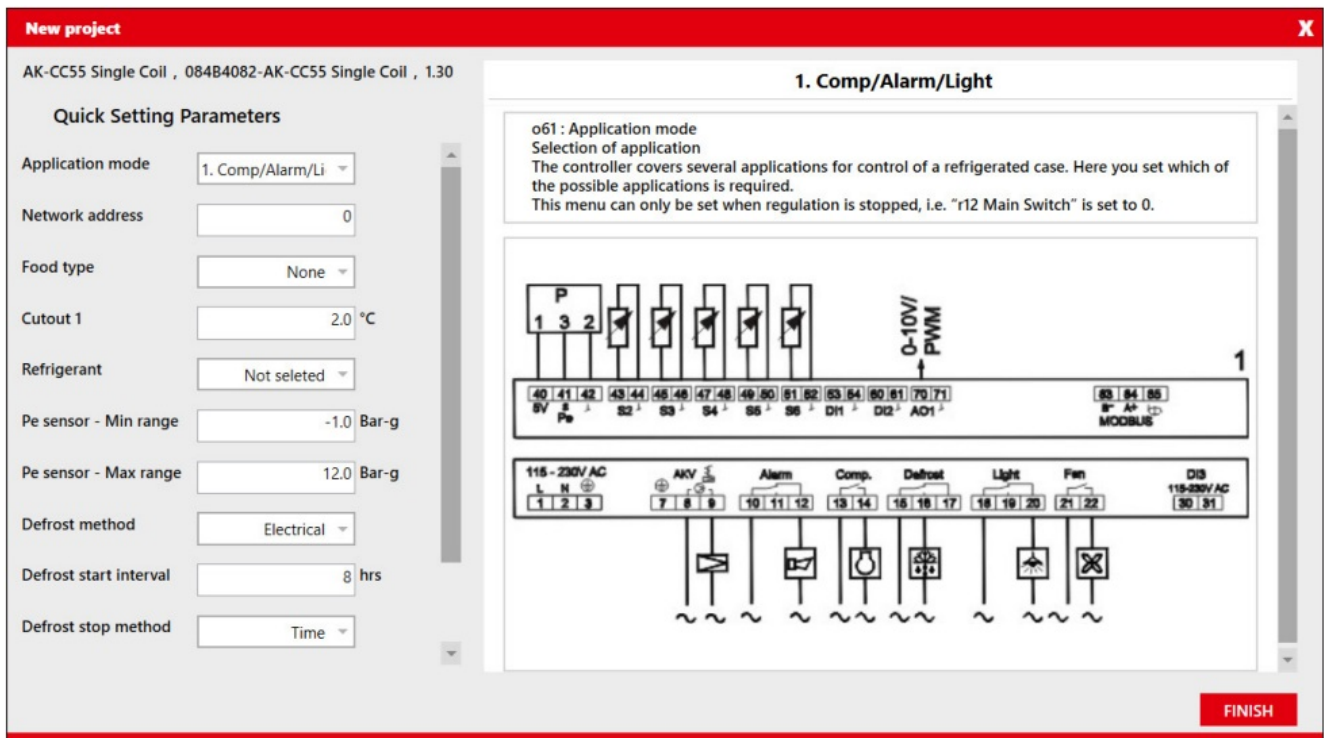 New project
X
AK-CC55 Single Coil , 084B4082-AK-CC55 Single Coil , 1.30
Quick Setting Parameters
Application mode
1. Comp/Alarm/Li
Network address
0
Food type
None
Cutout 1
2.0 °C
Refrigerant
Not seleted
Pe sensor - Min range
-1.0 Bar-g
Pe sensor - Max range
12.0 Bar-g
Defrost method
Electrical
Defrost start interval
8 hrs
Defrost stop method
Time
1. Comp/Alarm/Light
o61 : Application mode
Selection of application
The controller covers several applications for control of a refrigerated case. Here you set which of
the possible applications is required.
This menu can only be set when regulation is stopped, i.e. “r12 Main Switch” is set to 0.
P
1 3 2
0-10V/
PWM
1
40 41 42 43 44 45 46 47 48 49 50 51 52 53 54 60 61 70 71 83 84 85
5V s Pe S2 S3 S4 S5 S6 DI1 DI2 AO1 B- A+
MODBUS
115 - 230V AC AKV Alarm Comp. Defrost Light Fan DI3
L N 115-230V AC
1 2 3 7 8 9 10 11 12 13 14 15 16 17 18 19 20 21 22 30 31
~ ~ ~ ~ ~ ~ ~ ~ ~ ~ ~
FINISH